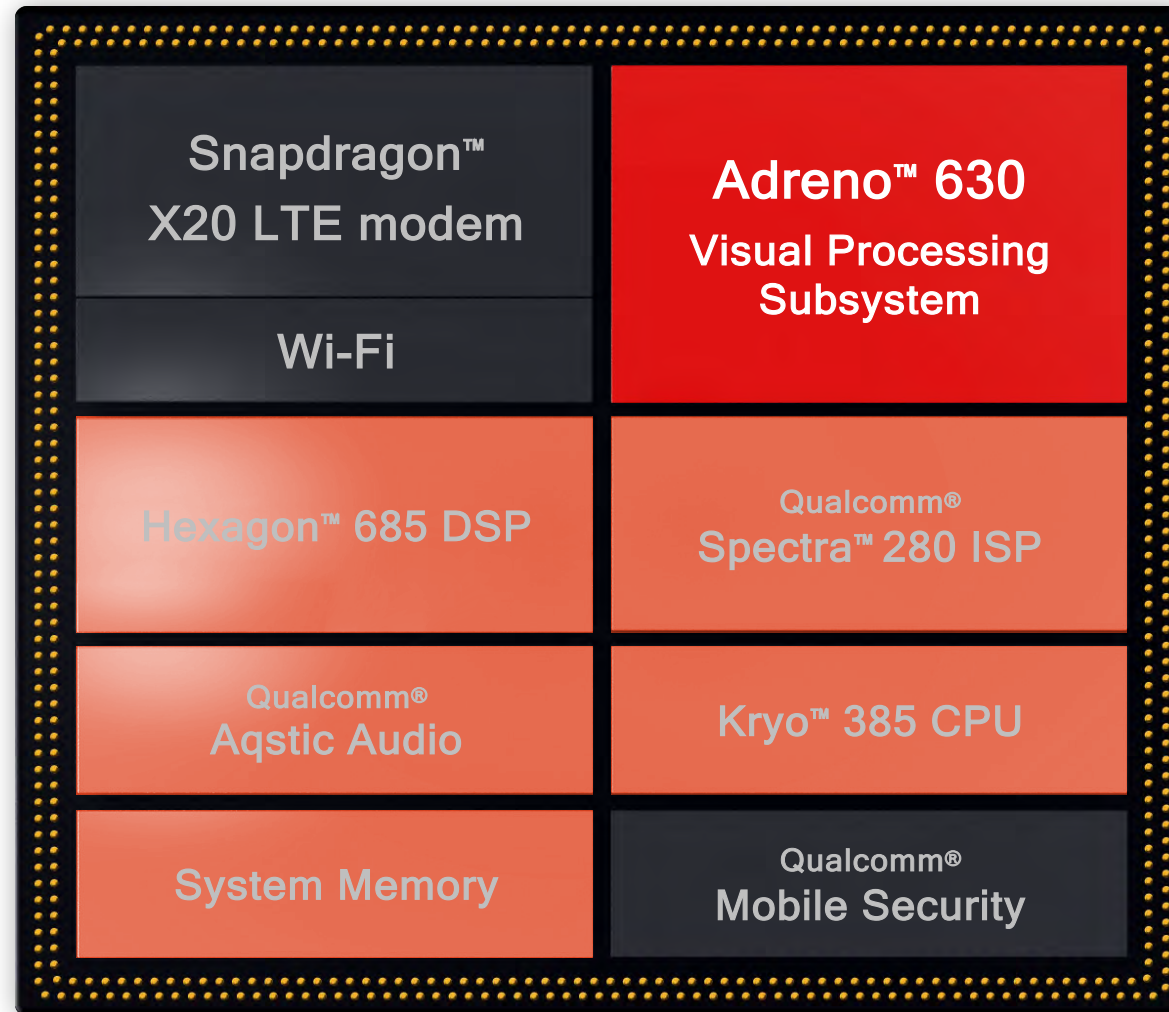 Snapdragon™
X20 LTE modem
Wi-Fi
Adreno™ 630
Visual Processing
Subsystem
Hexagon™ 685 DSP
Qualcomm®
Spectra™ 280 ISP
Qualcomm®
Aqstic Audio
Kryo™ 385 CPU
System Memory
Qualcomm®
Mobile Security